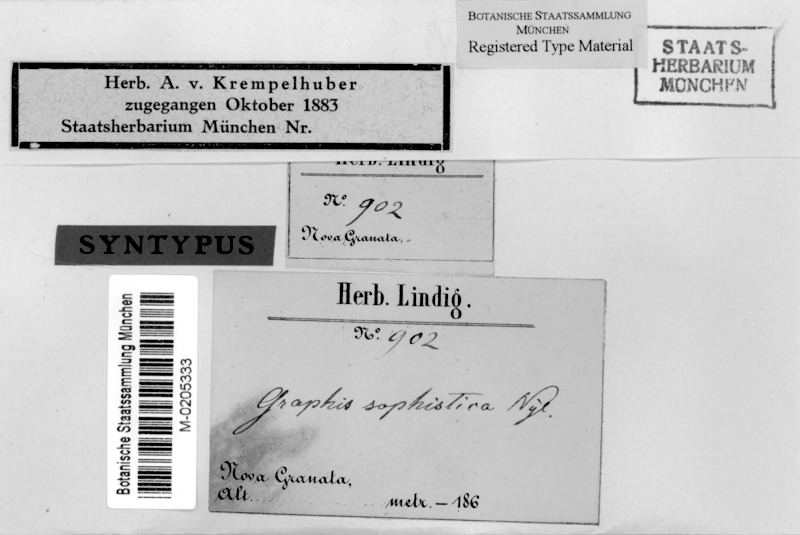 BOTANISCHE STAATSSAMMLUNG
MÜNCHEN
Registered Type Material
STAATS-
HERBARIUM
MÜNCHEN
Herb. A. v. Krempelhuber
zugegangen Oktober 1883
Staatsherbarium München Nr.
Herb. Lindig
No. 902
Nova Granata,
SYNTYPUS
Botanische Staatssammlung München
M-0205333
Herb. Lindig.
No. 902
Graphis sophistica Nyl.
Nova Granata,
Alt. metr. – 186